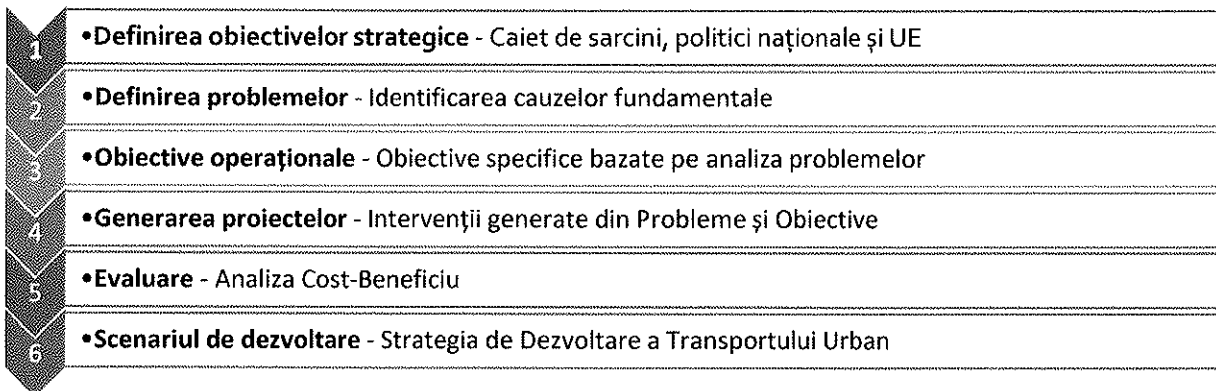 1
•Definirea obiectivelor strategice - Caiet de sarcini, politici naționale și UE
2
•Definirea problemelor - Identificarea cauzelor fundamentale
3
•Obiective operaționale - Obiective specifice bazate pe analiza problemelor
4
•Generarea proiectelor - Intervenții generate din Probleme și Obiective
5
•Evaluare - Analiza Cost-Beneficiu
6
•Scenariul de dezvoltare - Strategia de Dezvoltare a Transportului Urban